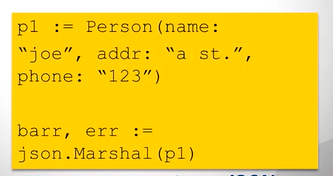 p1 := Person(name:
“joe”, addr: “a st.”,
phone: “123”)
barr, err :=
json.Marshal(p1)